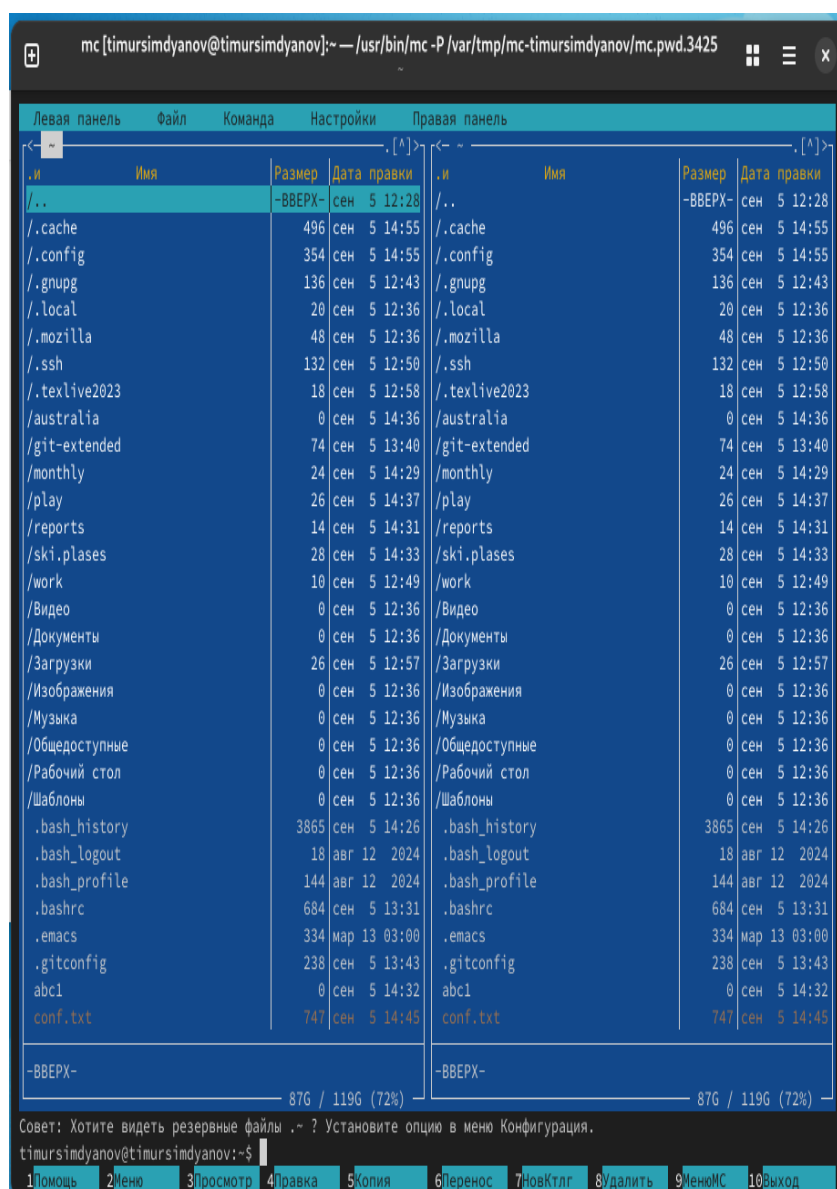 mc [timursimdyanov@timursimdyanov]:~ — /usr/bin/mc -P /var/tmp/mc-timursimdyanov/mc.pwd.3425
~
Левая панель Файл Команда Настройки Правая панель
<- ~ .[^]> <- ~ .[^]>
.и Имя Размер Дата правки .и Имя Размер Дата правки
/.. -ВВЕРХ- сен 5 12:28 /.. -ВВЕРХ- сен 5 12:28
/.cache 496 сен 5 14:55 /.cache 496 сен 5 14:55
/.config 354 сен 5 14:55 /.config 354 сен 5 14:55
/.gnupg 136 сен 5 12:43 /.gnupg 136 сен 5 12:43
/.local 20 сен 5 12:36 /.local 20 сен 5 12:36
/.mozilla 48 сен 5 12:36 /.mozilla 48 сен 5 12:36
/.ssh 132 сен 5 12:50 /.ssh 132 сен 5 12:50
/.texlive2023 18 сен 5 12:58 /.texlive2023 18 сен 5 12:58
/australia 0 сен 5 14:36 /australia 0 сен 5 14:36
/git-extended 74 сен 5 13:40 /git-extended 74 сен 5 13:40
/monthly 24 сен 5 14:29 /monthly 24 сен 5 14:29
/play 26 сен 5 14:37 /play 26 сен 5 14:37
/reports 14 сен 5 14:31 /reports 14 сен 5 14:31
/ski.plases 28 сен 5 14:33 /ski.plases 28 сен 5 14:33
/work 10 сен 5 12:49 /work 10 сен 5 12:49
/Видео 0 сен 5 12:36 /Видео 0 сен 5 12:36
/Документы 0 сен 5 12:36 /Документы 0 сен 5 12:36
/Загрузки 26 сен 5 12:57 /Загрузки 26 сен 5 12:57
/Изображения 0 сен 5 12:36 /Изображения 0 сен 5 12:36
/Музыка 0 сен 5 12:36 /Музыка 0 сен 5 12:36
/Общедоступные 0 сен 5 12:36 /Общедоступные 0 сен 5 12:36
/Рабочий стол 0 сен 5 12:36 /Рабочий стол 0 сен 5 12:36
/Шаблоны 0 сен 5 12:36 /Шаблоны 0 сен 5 12:36
.bash_history 3865 сен 5 14:26 .bash_history 3865 сен 5 14:26
.bash_logout 18 авг 12 2024 .bash_logout 18 авг 12 2024
.bash_profile 144 авг 12 2024 .bash_profile 144 авг 12 2024
.bashrc 684 сен 5 13:31 .bashrc 684 сен 5 13:31
.emacs 334 мар 13 03:00 .emacs 334 мар 13 03:00
.gitconfig 238 сен 5 13:43 .gitconfig 238 сен 5 13:43
abc1 0 сен 5 14:32 abc1 0 сен 5 14:32
conf.txt 747 сен 5 14:45 conf.txt 747 сен 5 14:45
-ВВЕРХ- -ВВЕРХ-
87G / 119G (72%) 87G / 119G (72%)
Совет: Хотите видеть резервные файлы .~ ? Установите опцию в меню Конфигурация.
timursimdyanov@timursimdyanov:~$
1Помощь 2Меню 3Просмотр 4Правка 5Копия 6Перенос 7НовКтлг 8Удалить 9МенюМС 10Выход